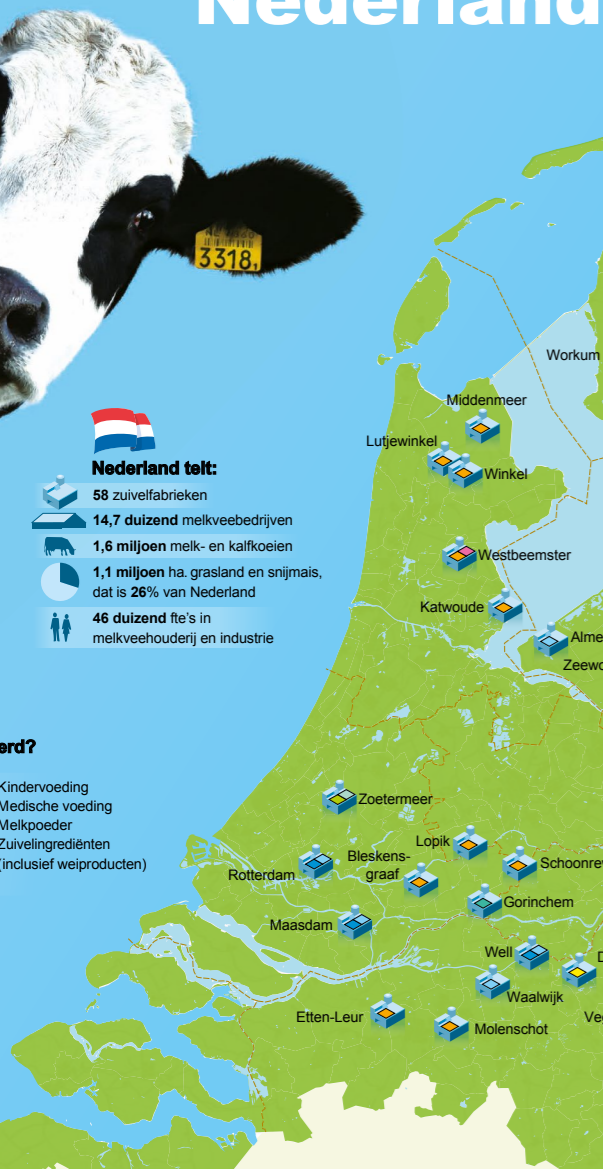 Nederland
3318,
Workum
Middenmeer
Lutjewinkel
Winkel
Nederland telt:
58 zuivelfabrieken
14,7 duizend melkveebedrijven
1,6 miljoen melk- en kalfkoeien
1,1 miljoen ha. grasland en snijmais,
dat is 26% van Nederland
46 duizend fte's in
melkveehouderij en industrie
Westbeemster
Katwoude
Alme
Zeewo
erd?
Kindervoeding
Medische voeding
Melkpoeder
Zuivelingrediënten
(inclusief weiproducten)
Zoetermeer
Lopik
Bleskens-
graaf
Schoonre
Rotterdam
Gorinchem
Maasdam
Well
D
Waalwijk
Etten-Leur
Molenschot
Veg